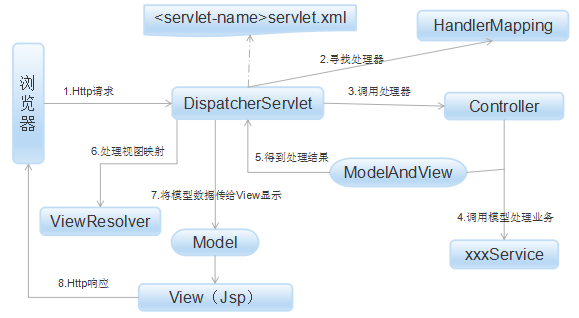 <servlet-name>servlet.xml
HandlerMapping
2.寻找处理器
浏览器
1.Http请求
DispatcherServlet
3.调用处理器
Controller
6.处理视图映射
5.得到处理结果
ModelAndView
7.将模型数据传给View显示
ViewResolver
4.调用模型处理业务
Model
xxxService
8.Http响应
View（Jsp）